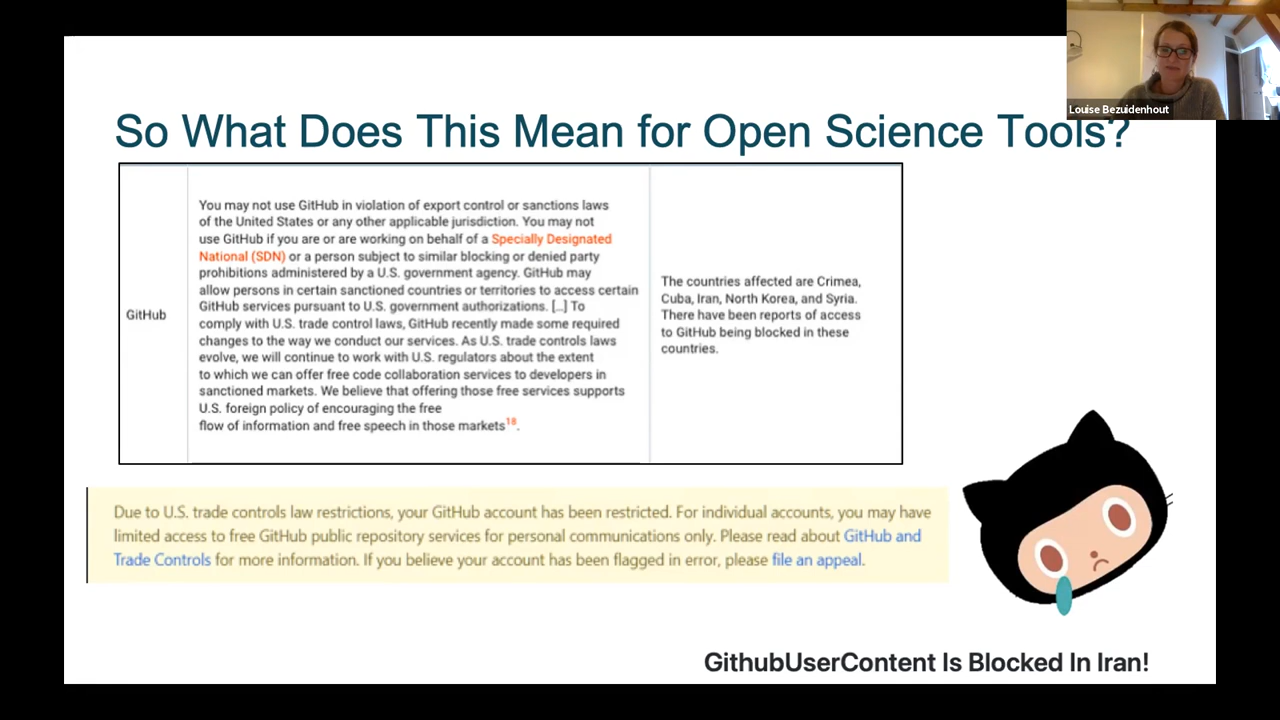 Louise Bezuidenhout
So What Does This Mean for Open Science Tools?
GitHub
You may not use GitHub in violation of export control or sanctions laws
of the United States or any other applicable jurisdiction. You may not
use GitHub if you are or are working on behalf of a Specially Designated
National (SDN) or a person subject to similar blocking or denied party
prohibitions administered by a U.S. government agency. GitHub may
allow persons in certain sanctioned countries or territories to access certain
GitHub services pursuant to U.S. government authorizations. [...] To
comply with U.S. trade control laws, GitHub recently made some required
changes to the way we conduct our services. As U.S. trade controls laws
evolve, we will continue to work with U.S. regulators about the extent
to which we can offer free code collaboration services to developers in
sanctioned markets. We believe that offering those free services supports
U.S. foreign policy of encouraging the free
flow of information and free speech in those markets18.
The countries affected are Crimea,
Cuba, Iran, North Korea, and Syria.
There have been reports of access
to GitHub being blocked in these
countries.
Due to U.S. trade controls law restrictions, your GitHub account has been restricted. For individual accounts, you may have
limited access to free GitHub public repository services for personal communications only. Please read about GitHub and
Trade Controls for more information. If you believe your account has been flagged in error, please file an appeal.
GithubUserContent Is Blocked In Iran!